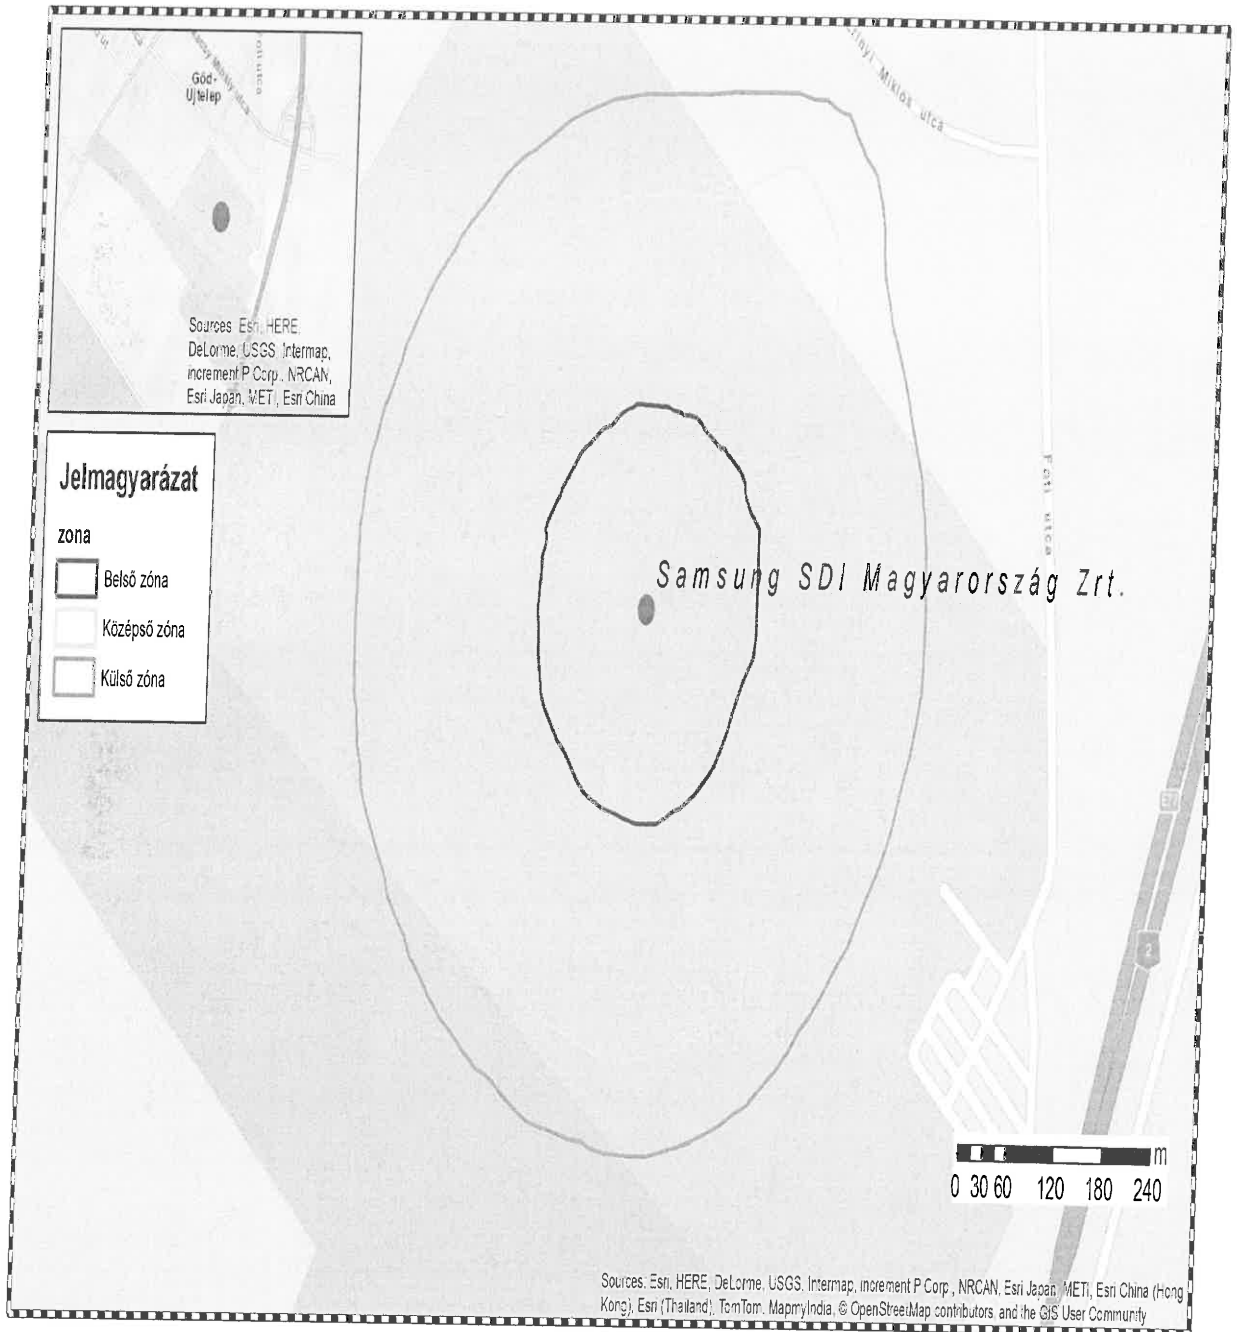 Göd-
Újtelep
Sources: Esri, HERE,
DeLorme, USGS, Intermap,
increment P Corp., NRCAN,
Esri Japan, METI, Esri China
Miklós utca
Jelmagyarázat
zona
Belső zóna
Középső zóna
Külső zóna
Samsung SDI Magyarország Zrt.
Fóti utca
2
m
0 30 60 120 180 240
Sources: Esri, HERE, DeLorme, USGS, Intermap, increment P Corp., NRCAN, Esri Japan, METI, Esri China (Hong
Kong), Esri (Thailand), TomTom, MapmyIndia, © OpenStreetMap contributors, and the GIS User Community